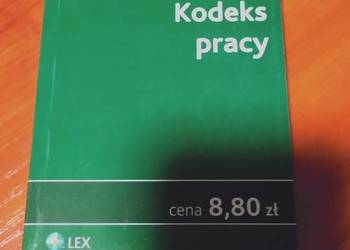 Kodeks
pracy
cena 8,80 zł
LEX